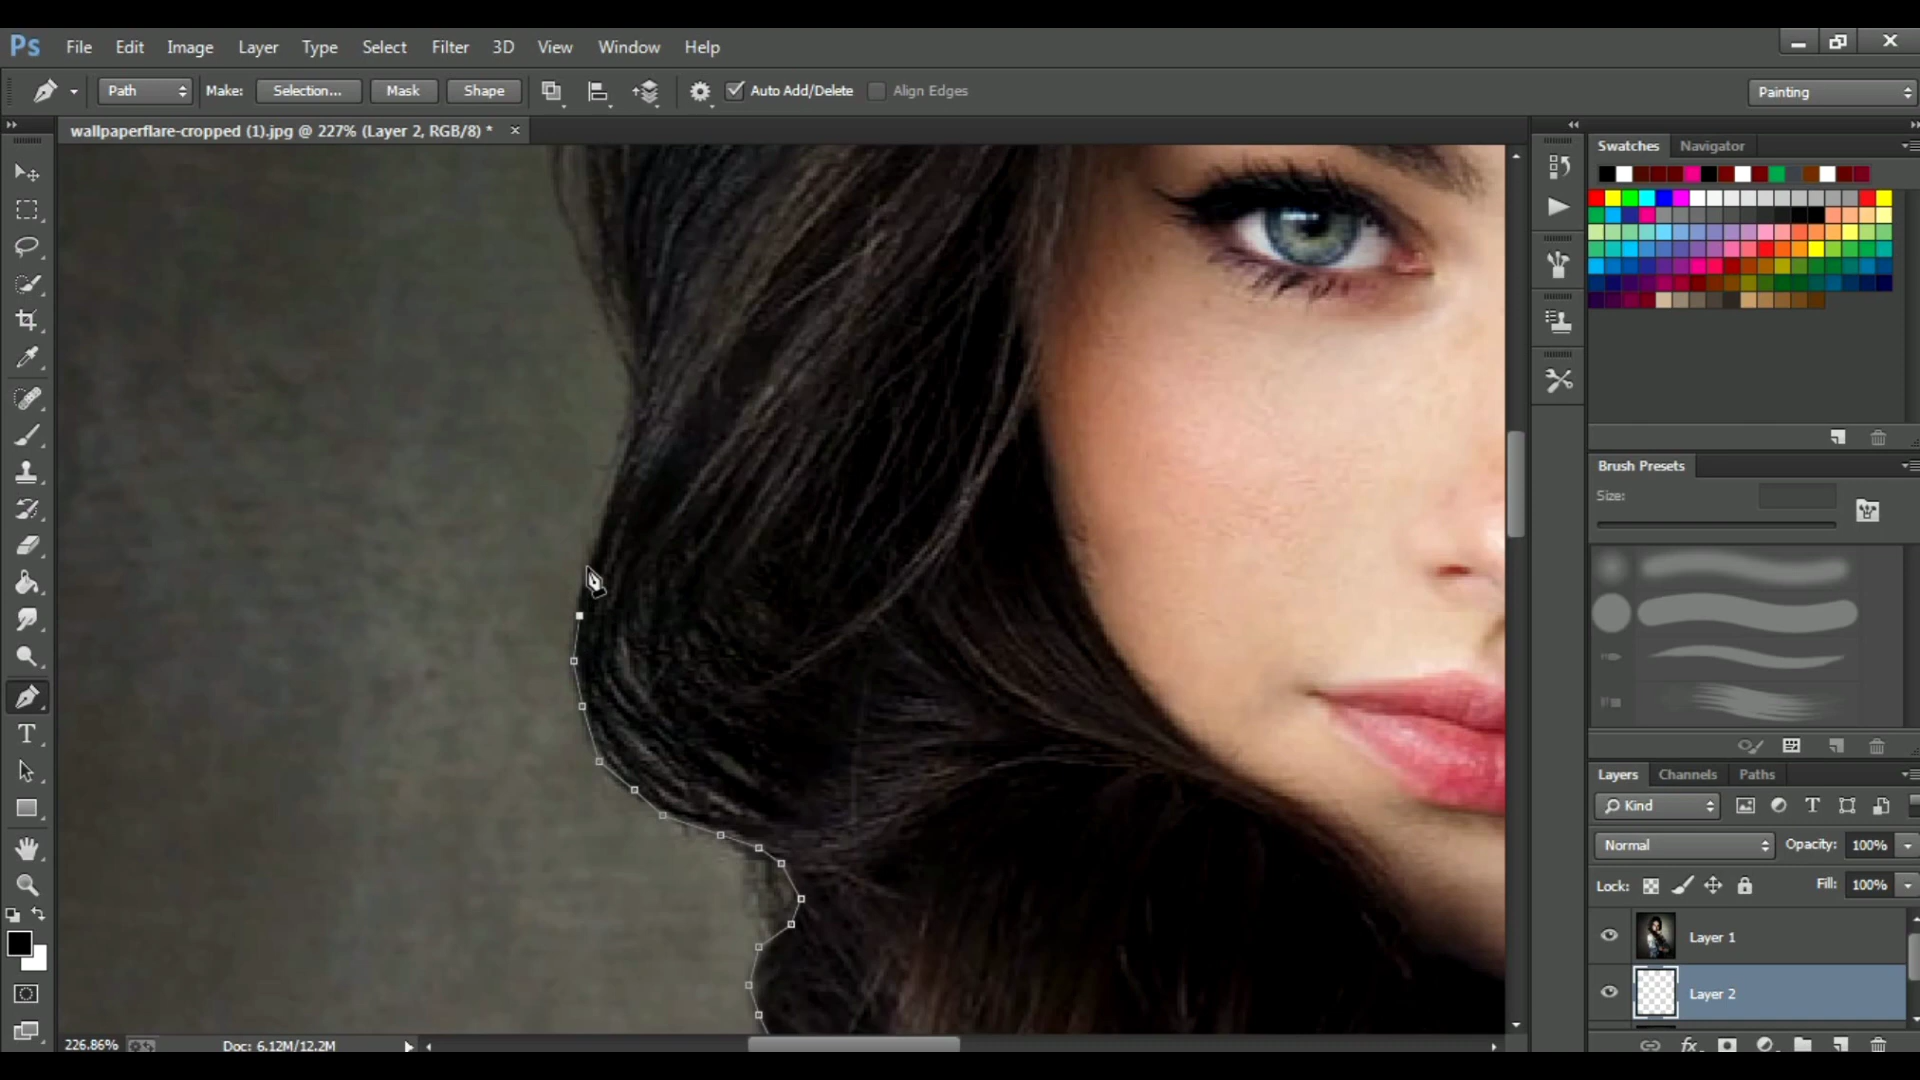 Ps File Edit Image Layer Type Select Filter 3D View Window Help
Path Make: Selection... Mask Shape Auto Add/Delete Align Edges Painting
wallpaperflare-cropped (1).jpg @ 227% (Layer 2, RGB/8) * ×
Swatches Navigator
Brush Presets
Size:
Layers Channels Paths
Kind
Normal Opacity: 100%
Lock: Fill: 100%
Layer 1
Layer 2
226.86% Doc: 6.12M/12.2M